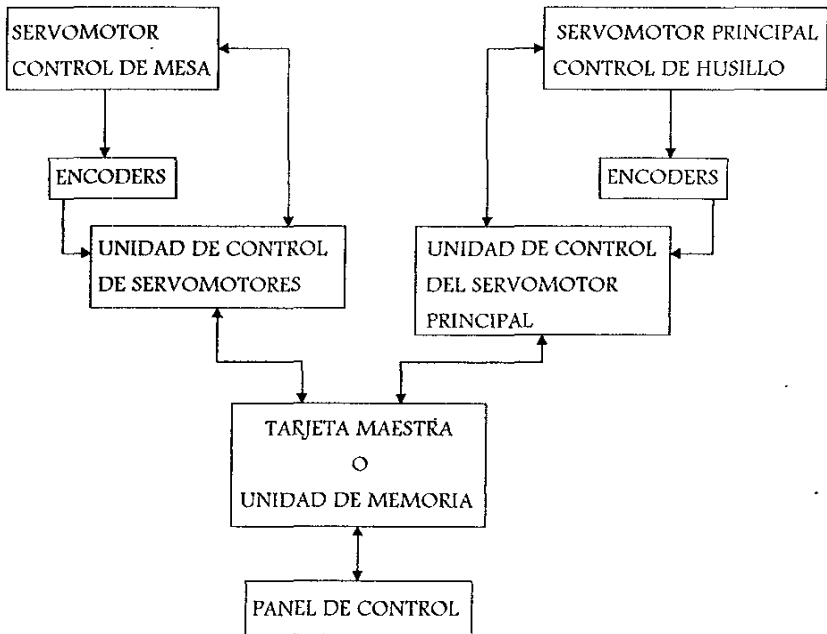 SERVOMOTOR
CONTROL DE MESA
SERVOMOTOR PRINCIPAL
CONTROL DE HUSILLO
ENCODERS
ENCODERS
UNIDAD DE CONTROL
DE SERVOMOTORES
UNIDAD DE CONTROL
DEL SERVOMOTOR
PRINCIPAL
TARJETA MAESTRA
O
UNIDAD DE MEMORIA
PANEL DE CONTROL